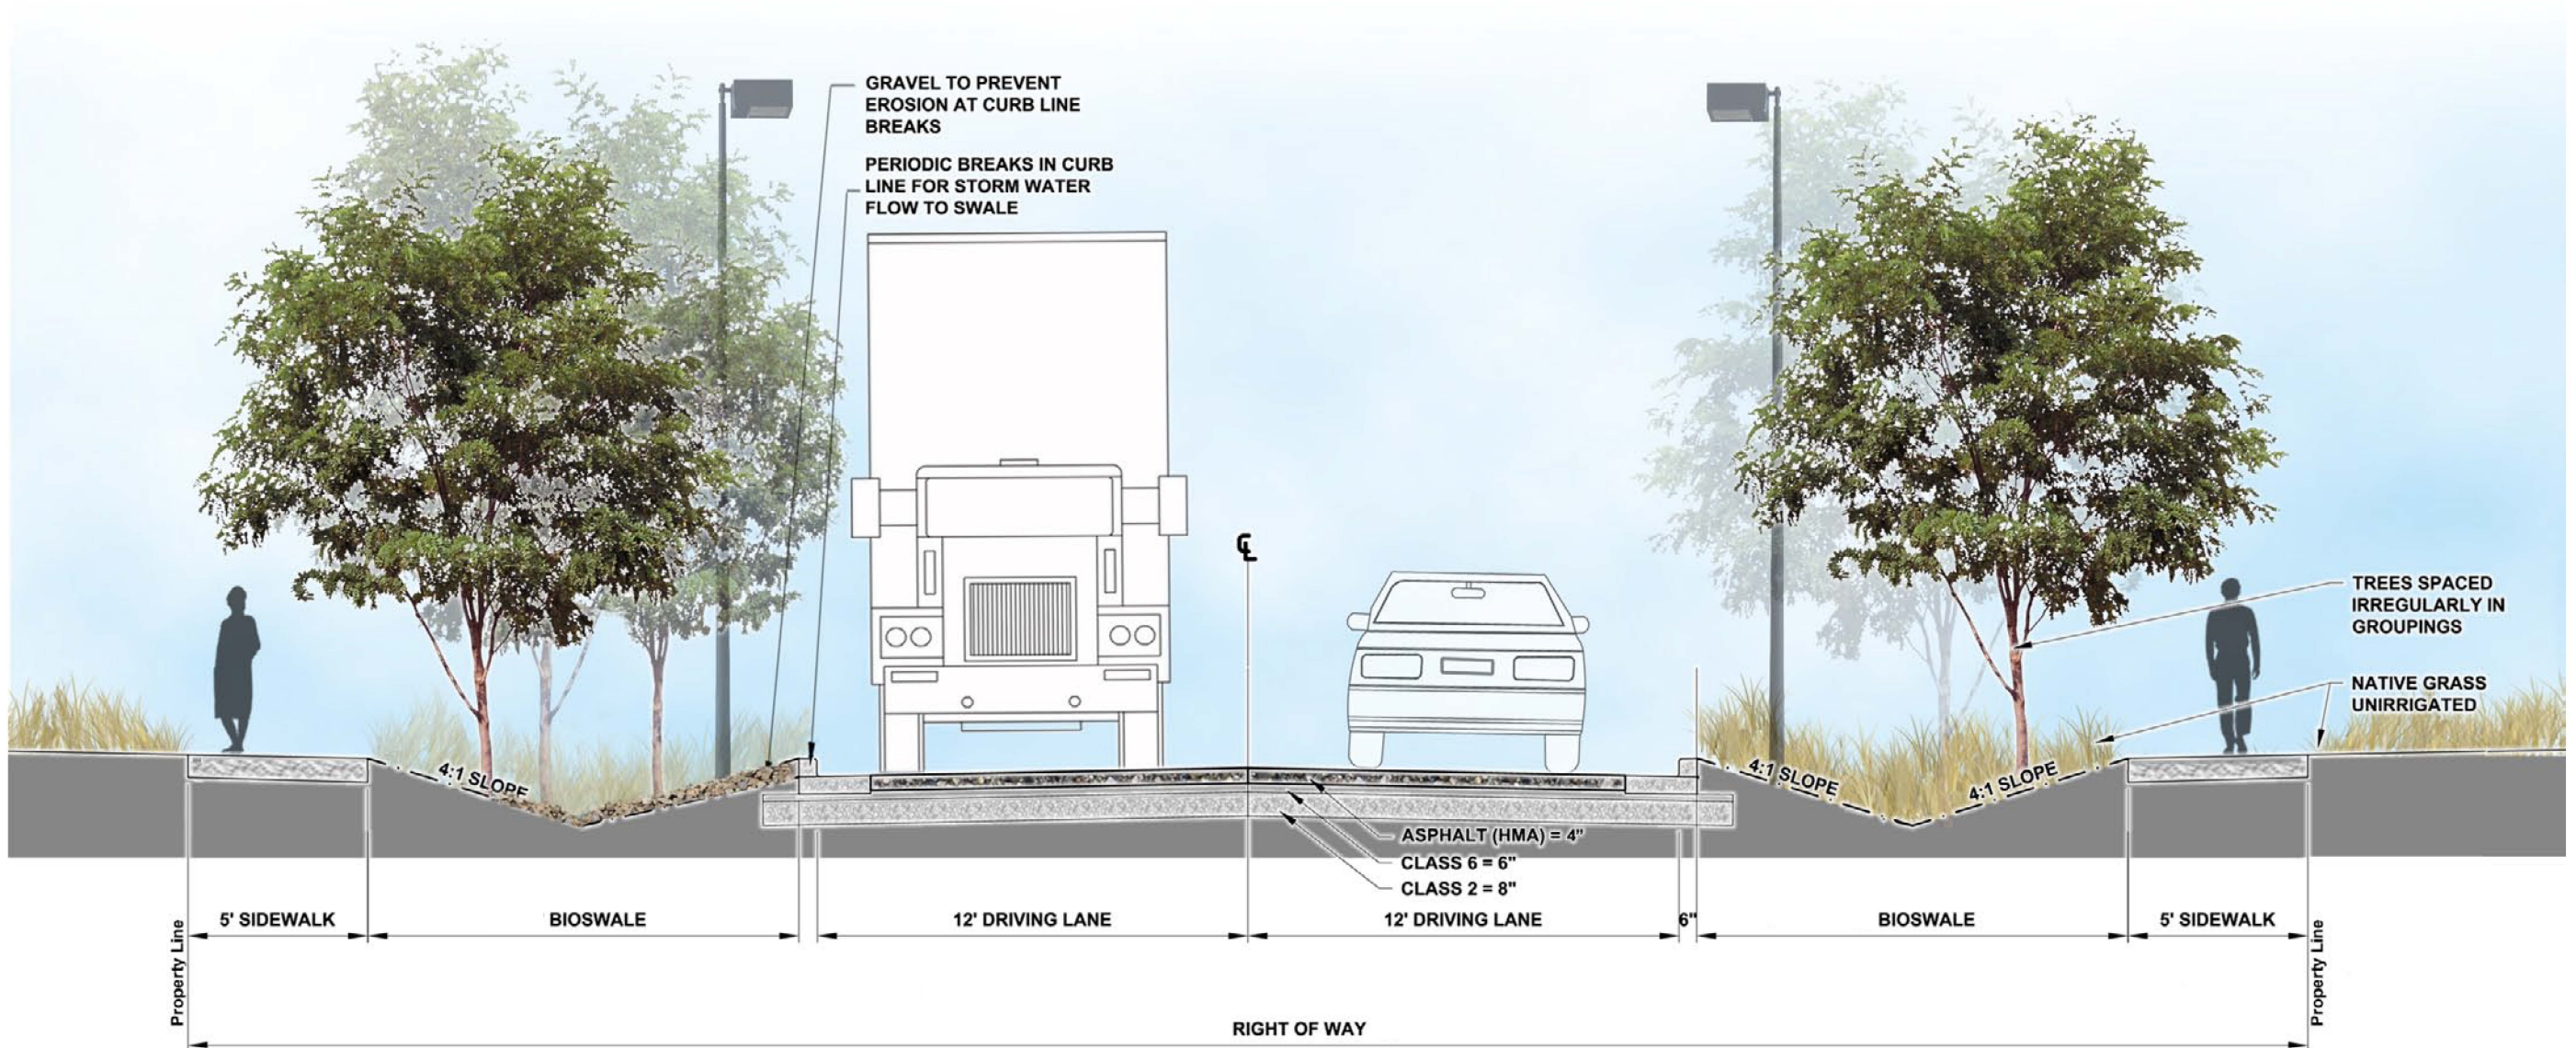 GRAVEL TO PREVENT
EROSION AT CURB LINE
BREAKS
PERIODIC BREAKS IN CURB
LINE FOR STORM WATER
FLOW TO SWALE
℄
TREES SPACED
IRREGULARLY IN
GROUPINGS
NATIVE GRASS
UNIRRIGATED
4:1 SLOPE
4:1 SLOPE
4:1 SLOPE
ASPHALT (HMA) = 4"
CLASS 6 = 6"
CLASS 2 = 8"
Property Line
5' SIDEWALK
BIOSWALE
12' DRIVING LANE
12' DRIVING LANE
6"
BIOSWALE
5' SIDEWALK
Property Line
RIGHT OF WAY